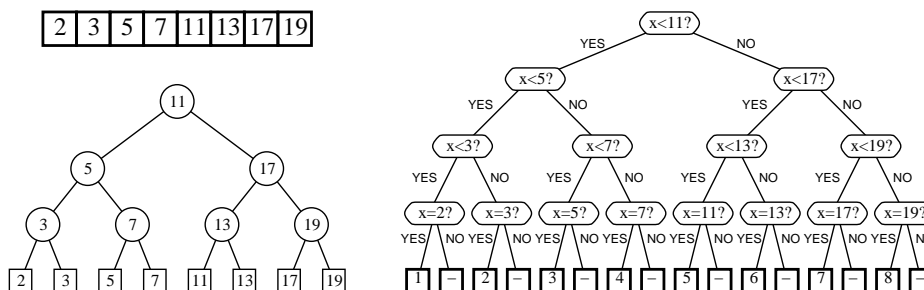 2 3 5 7 11 13 17 19
11
5 17
3 7 13 19
2 3 5 7 11 13 17 19
x<11?
YES NO
x<5? x<17?
YES NO YES NO
x<3? x<7? x<13? x<19?
YES NO YES NO YES NO YES NO
x=2? x=3? x=5? x=7? x=11? x=13? x=17? x=19?
YES NO YES NO YES NO YES NO YES NO YES NO YES NO YES NO
1 – 2 – 3 – 4 – 5 – 6 – 7 – 8 –